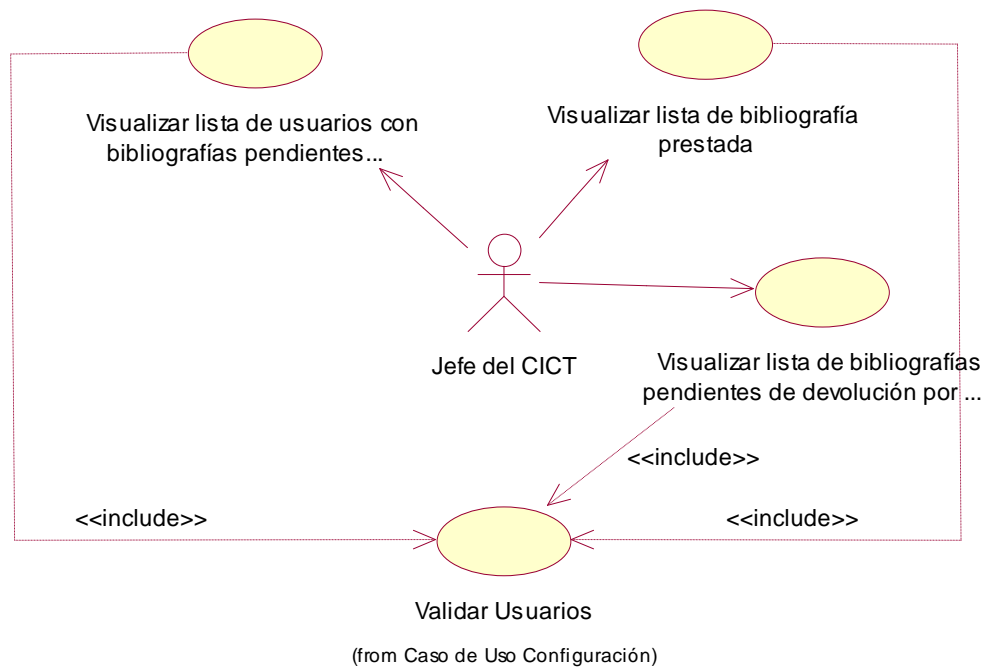 Visualizar lista de usuarios con
bibliografías pendientes...
Visualizar lista de bibliografía
prestada
Jefe del CICT
Visualizar lista de bibliografías
pendientes de devolución por ...
<<include>>
<<include>>
<<include>>
Validar Usuarios
(from Caso de Uso Configuración)